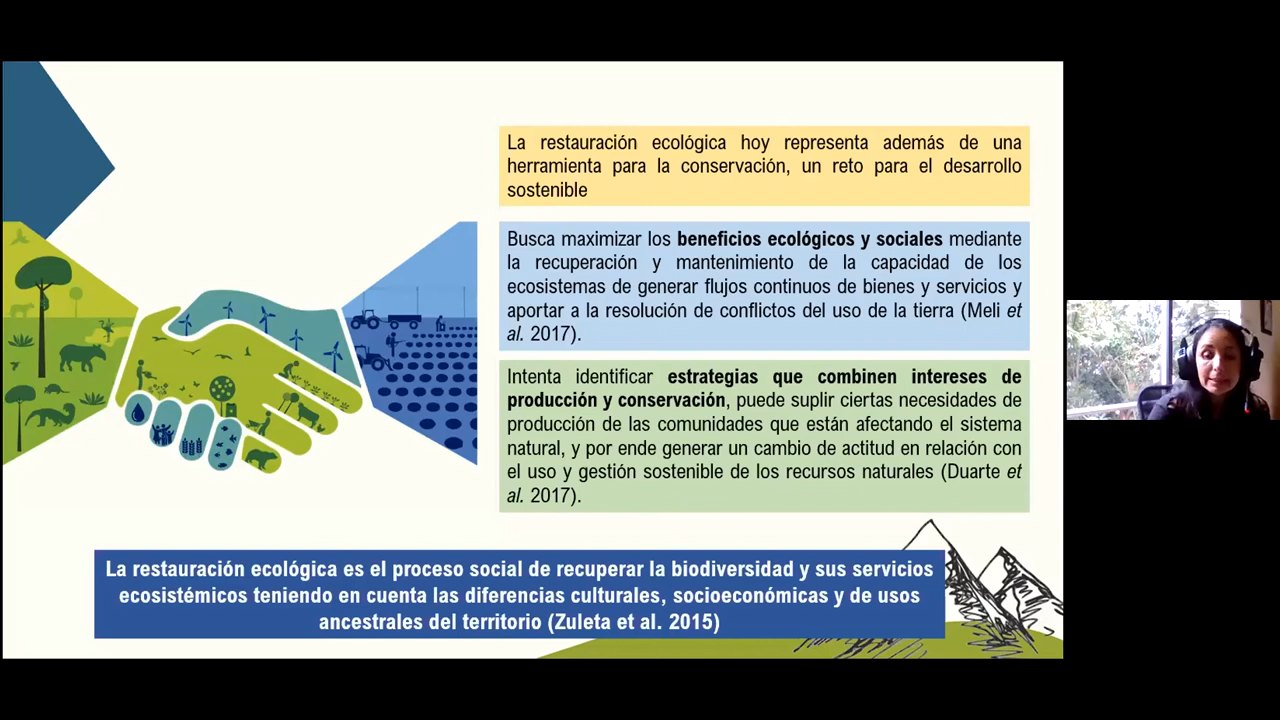 La restauración ecológica hoy representa además de una
herramienta para la conservación, un reto para el desarrollo
sostenible
Busca maximizar los beneficios ecológicos y sociales mediante
la recuperación y mantenimiento de la capacidad de los
ecosistemas de generar flujos continuos de bienes y servicios y
aportar a la resolución de conflictos del uso de la tierra (Meli et
al. 2017).
Intenta identificar estrategias que combinen intereses de
producción y conservación, puede suplir ciertas necesidades de
producción de las comunidades que están afectando el sistema
natural, y por ende generar un cambio de actitud en relación con
el uso y gestión sostenible de los recursos naturales (Duarte et
al. 2017).
La restauración ecológica es el proceso social de recuperar la biodiversidad y sus servicios
ecosistémicos teniendo en cuenta las diferencias culturales, socioeconómicas y de usos
ancestrales del territorio (Zuleta et al. 2015)